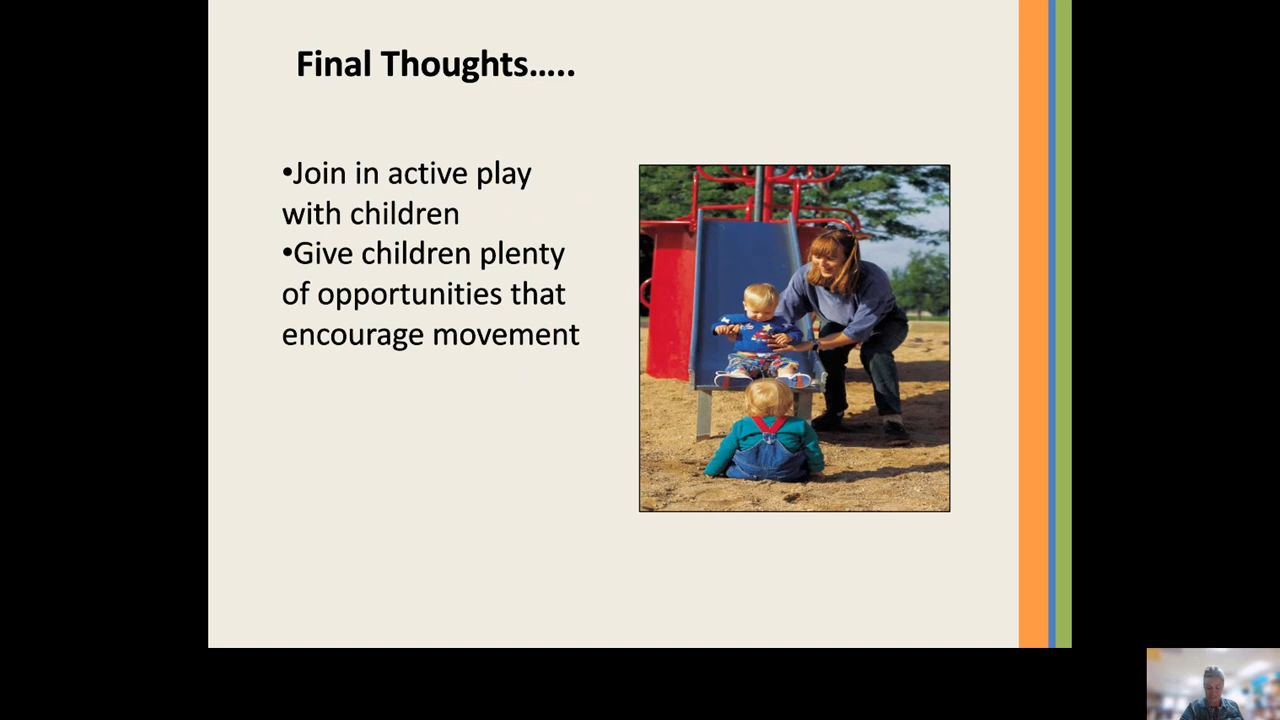 Final Thoughts.....
•Join in active play
with children
•Give children plenty
of opportunities that
encourage movement